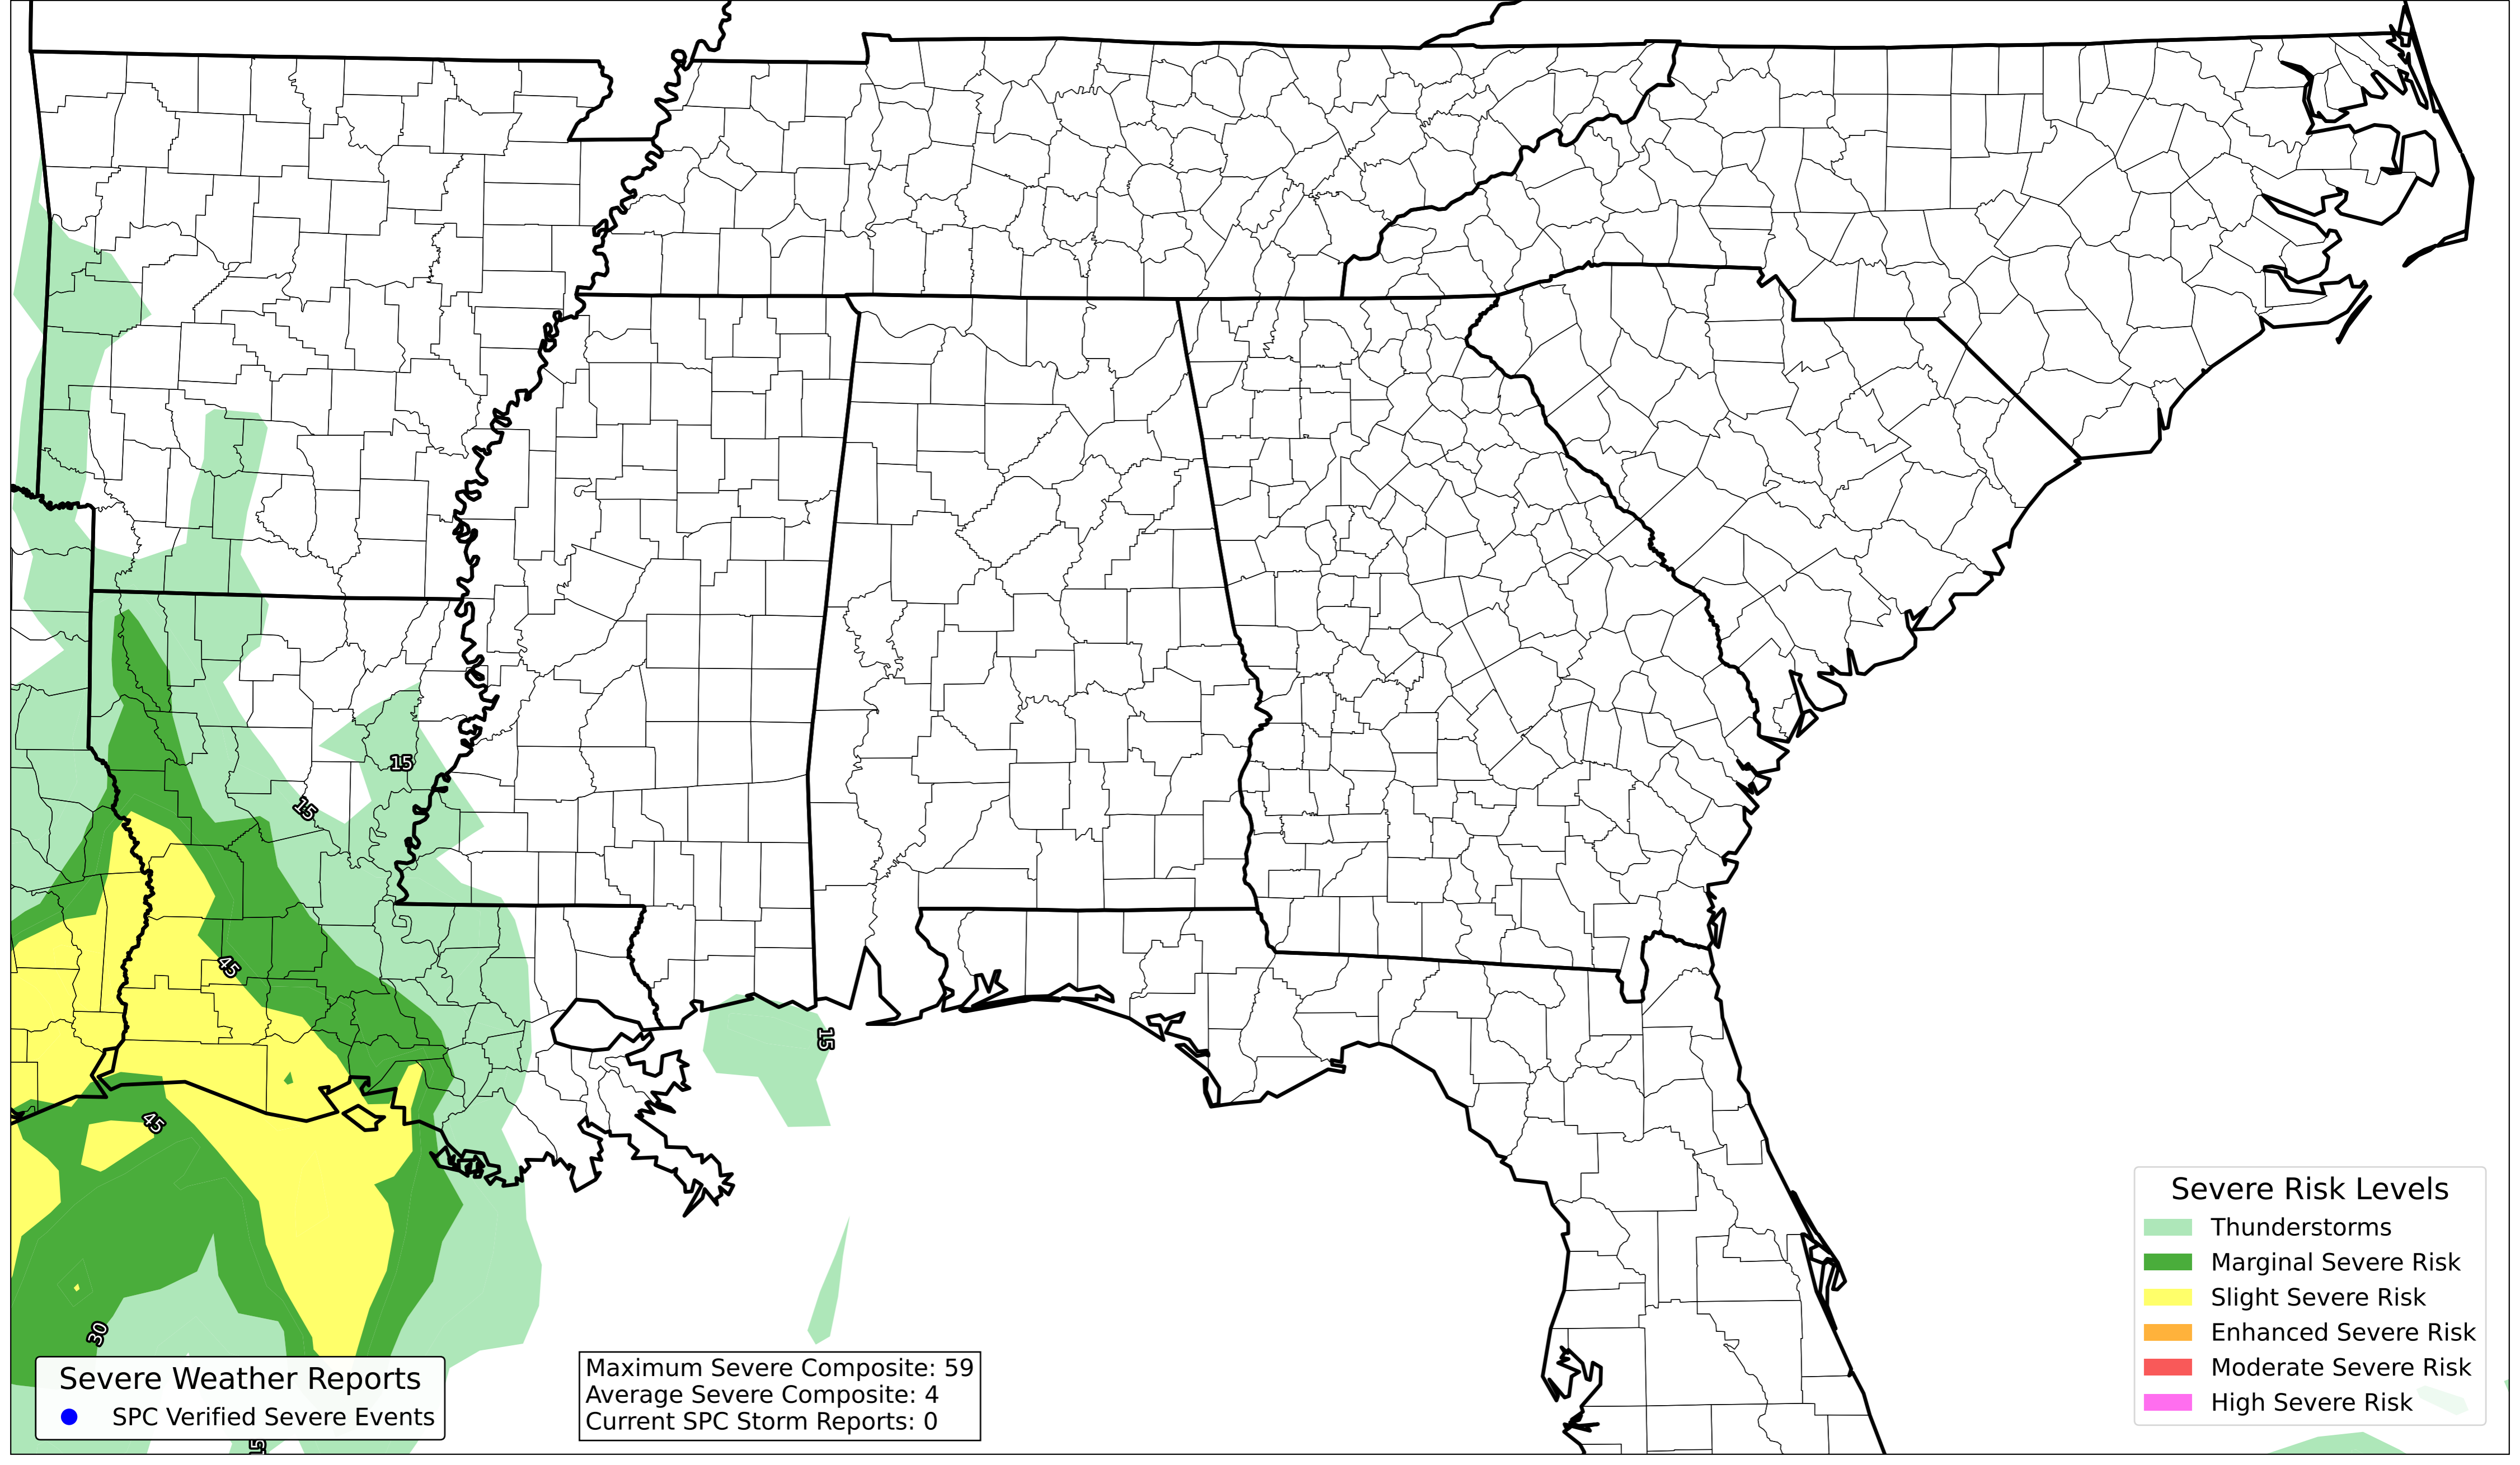 15
15
45
15
45
30
15
Severe Weather Reports
SPC Verified Severe Events
Maximum Severe Composite: 59
Average Severe Composite: 4
Current SPC Storm Reports: 0
Severe Risk Levels
Thunderstorms
Marginal Severe Risk
Slight Severe Risk
Enhanced Severe Risk
Moderate Severe Risk
High Severe Risk